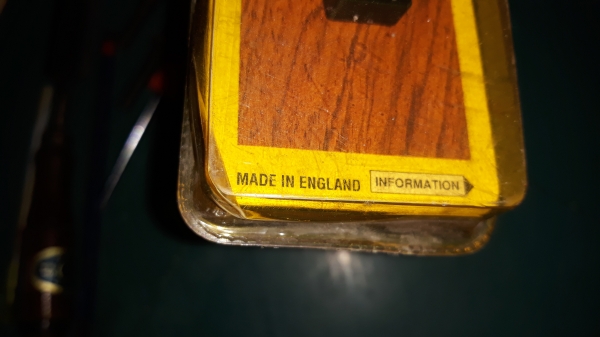 MADE IN ENGLAND INFORMATION